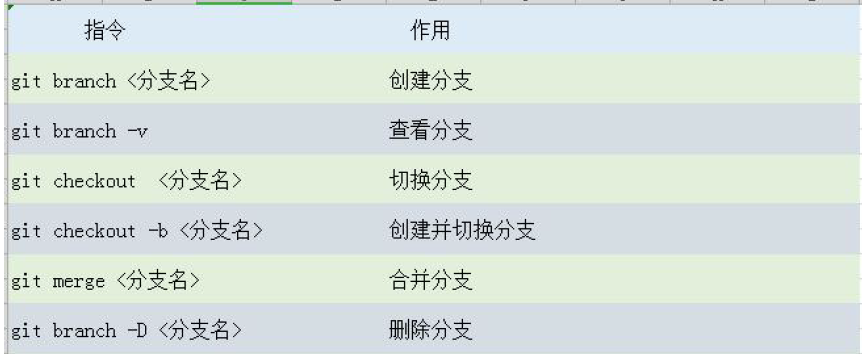 指令 作用
git branch <分支名> 创建分支
git branch -v 查看分支
git checkout <分支名> 切换分支
git checkout -b <分支名> 创建并切换分支
git merge <分支名> 合并分支
git branch -D <分支名> 删除分支